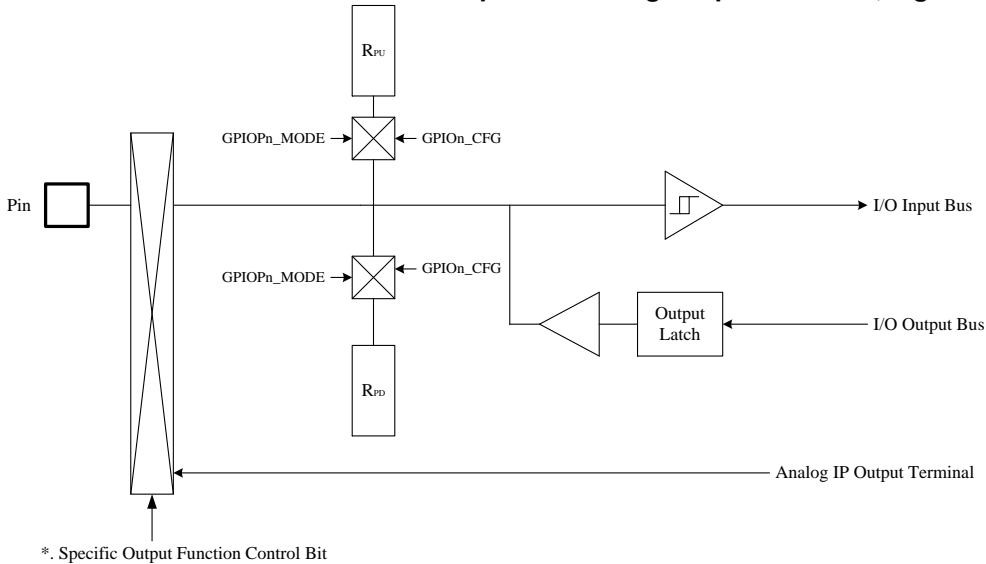 RPU
GPIOPn_MODE
GPIOn_CFG
Pin
I/O Input Bus
GPIOPn_MODE
GPIOn_CFG
Output
Latch
I/O Output Bus
RPD
Analog IP Output Terminal
*. Specific Output Function Control Bit